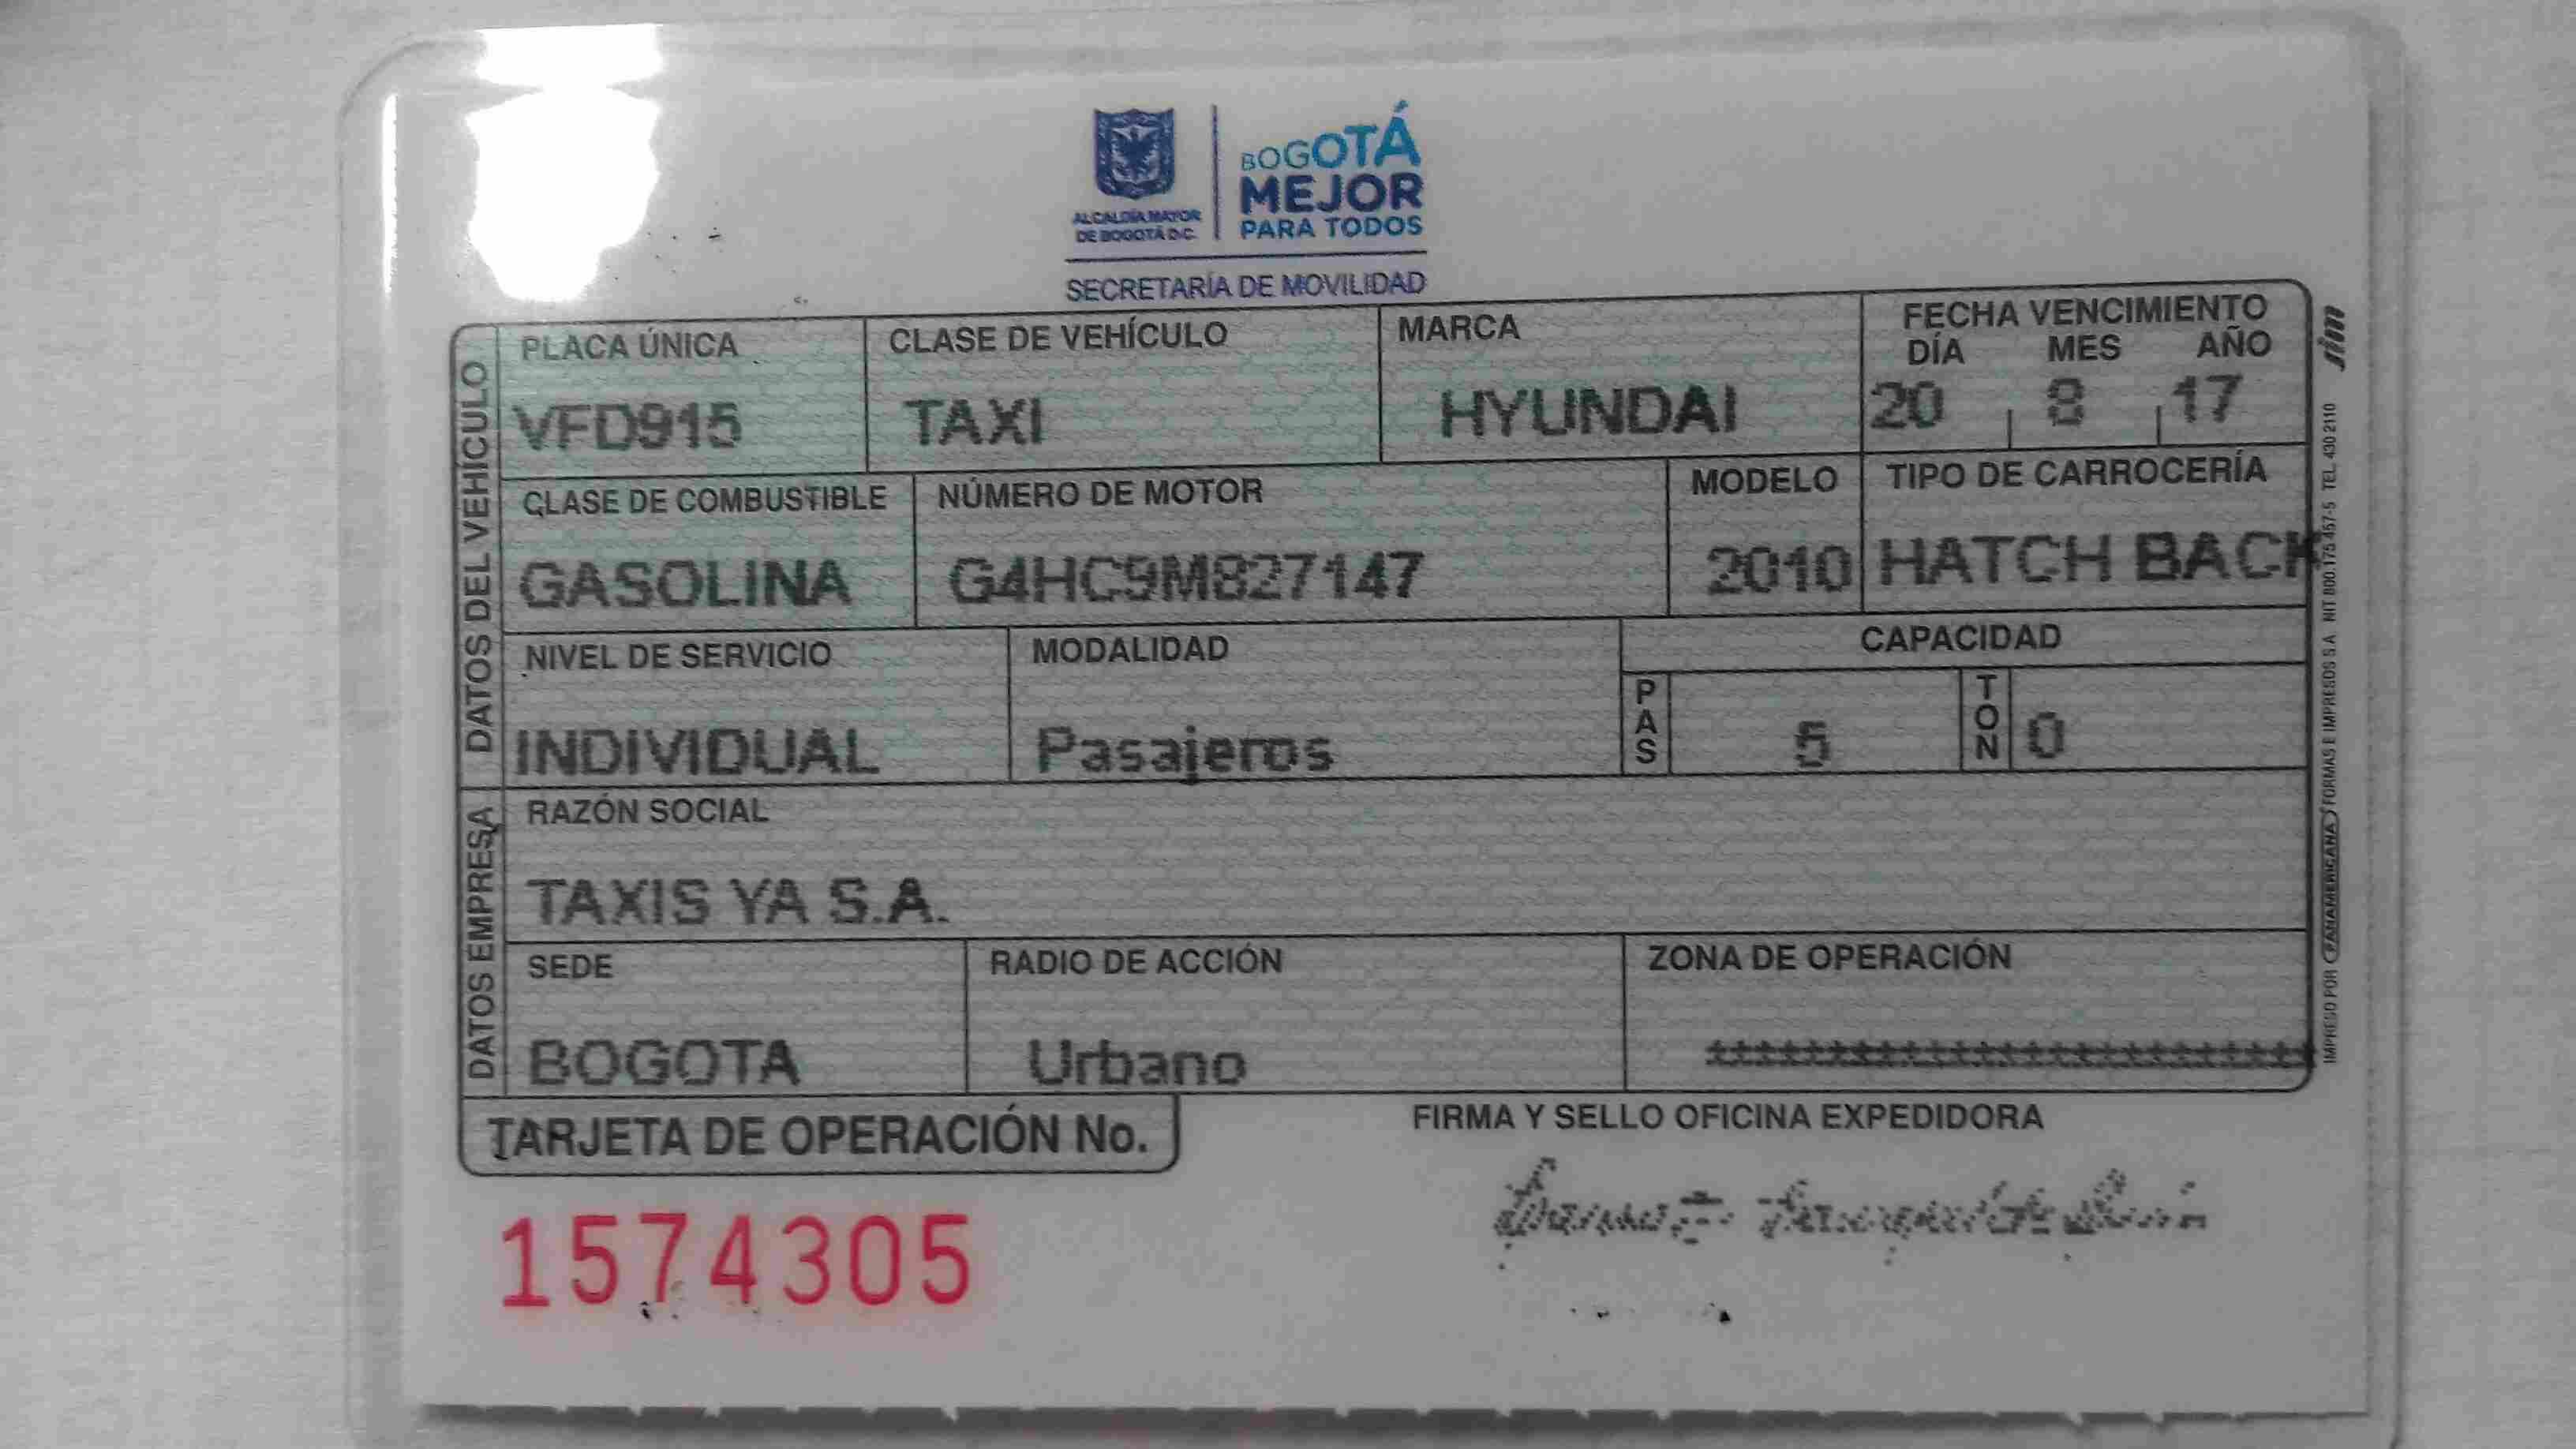 ALCALDÍA MAYOR
DE BOGOTÁ D.C.
BOGOTÁ
MEJOR
PARA TODOS
SECRETARÍA DE MOVILIDAD
DATOS DEL VEHÍCULO
PLACA ÚNICA CLASE DE VEHÍCULO MARCA FECHA VENCIMIENTO
DÍA MES AÑO
VFD915 TAXI HYUNDAI 20 8 17
CLASE DE COMBUSTIBLE NÚMERO DE MOTOR MODELO TIPO DE CARROCERÍA
GASOLINA G4HC9M827147 2010 HATCH BACK
NIVEL DE SERVICIO MODALIDAD CAPACIDAD
INDIVIDUAL Pasajeros PAS 5 TON 0
DATOS EMPRESA
RAZÓN SOCIAL
TAXIS YA S.A.
SEDE RADIO DE ACCIÓN ZONA DE OPERACIÓN
BOGOTA Urbano ****************************
TARJETA DE OPERACIÓN No. FIRMA Y SELLO OFICINA EXPEDIDORA
1574305
sim
IMPRESO POR PANAMERICANA FORMAS E IMPRESOS S.A. NIT 800.175.457-5 TEL. 430 2110